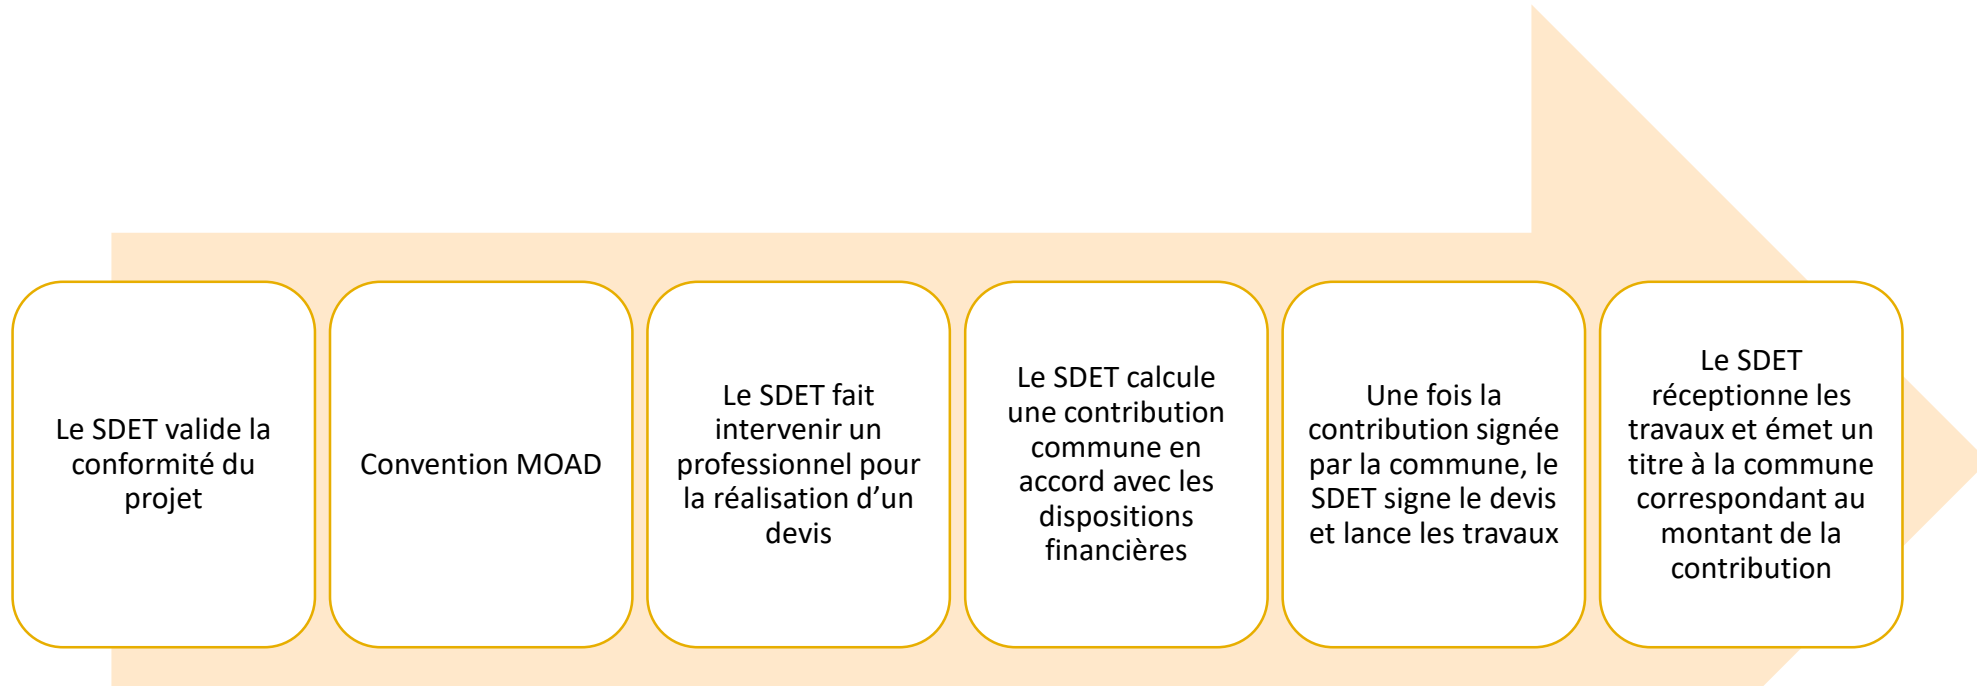 Le SDET valide la
conformité du
projet
Convention MOAD
Le SDET fait
intervenir un
professionnel pour
la réalisation d’un
devis
Le SDET calcule
une contribution
commune en
accord avec les
dispositions
financières
Une fois la
contribution signée
par la commune, le
SDET signe le devis
et lance les travaux
Le SDET
réceptionne les
travaux et émet un
titre à la commune
correspondant au
montant de la
contribution